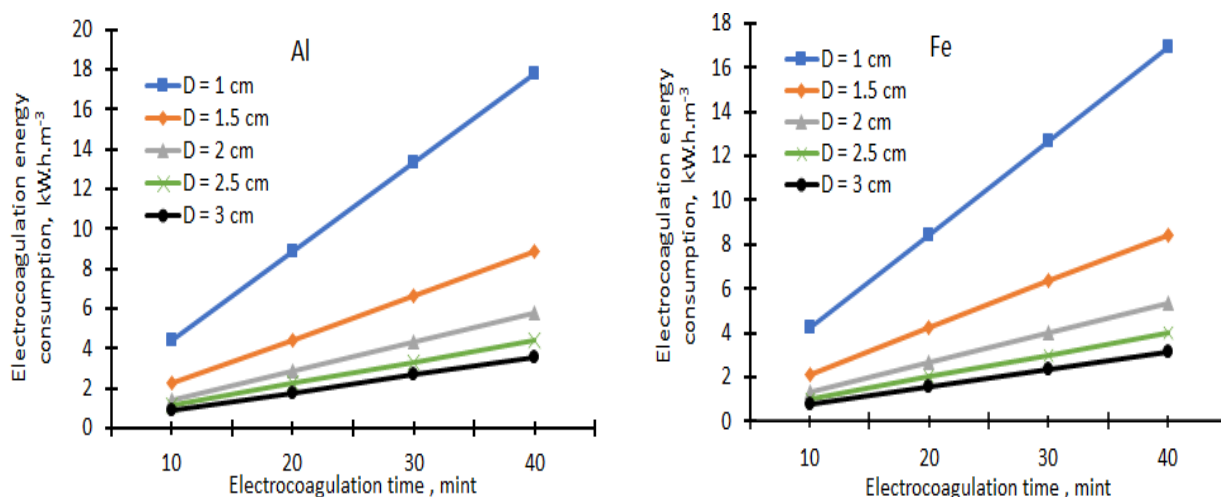 Al
Electrocoagulation energy
consumption, kW.h.m⁻³
20
18
16
14
12
10
8
6
4
2
0
D = 1 cm
D = 1.5 cm
D = 2 cm
D = 2.5 cm
D = 3 cm
10 20 30 40
Electrocoagulation time , mint
Fe
Electrocoagulation energy
consumption, kW.h.m⁻³
18
16
14
12
10
8
6
4
2
0
D = 1 cm
D = 1.5 cm
D = 2 cm
D = 2.5 cm
D = 3 cm
10 20 30 40
Electrocoagulation time , mint